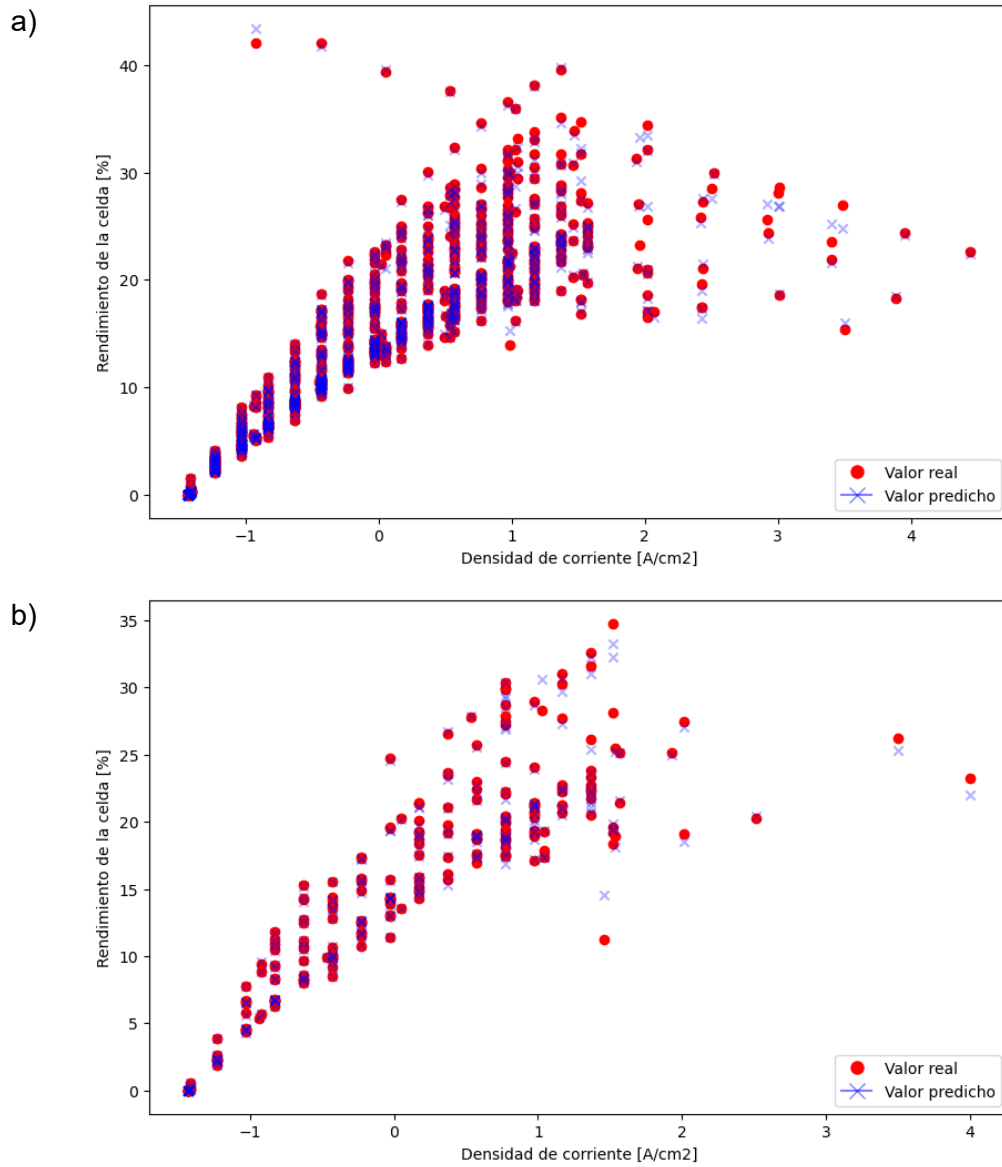 a)
Rendimiento de la celda [%]
40
30
20
10
0
−1
0
1
2
3
4
Densidad de corriente [A/cm2]
Valor real
Valor predicho
b)
Rendimiento de la celda [%]
35
30
25
20
15
10
5
0
−1
0
1
2
3
4
Densidad de corriente [A/cm2]
Valor real
Valor predicho